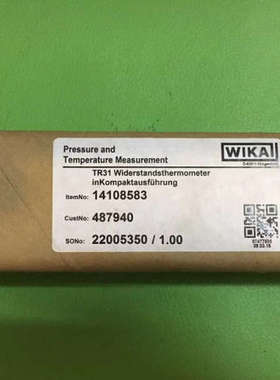 Pressure and
Temperature Measurement
WIKA
TR31 Widerstandsthermometer
inKompaktausführung
ItemNo: 14108583
CustNo: 487940
SONo: 22005350 / 1.00